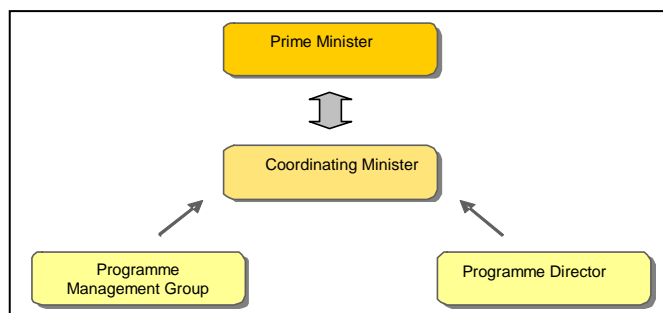 Prime Minister
Coordinating Minister
Programme
Management Group
Programme Director